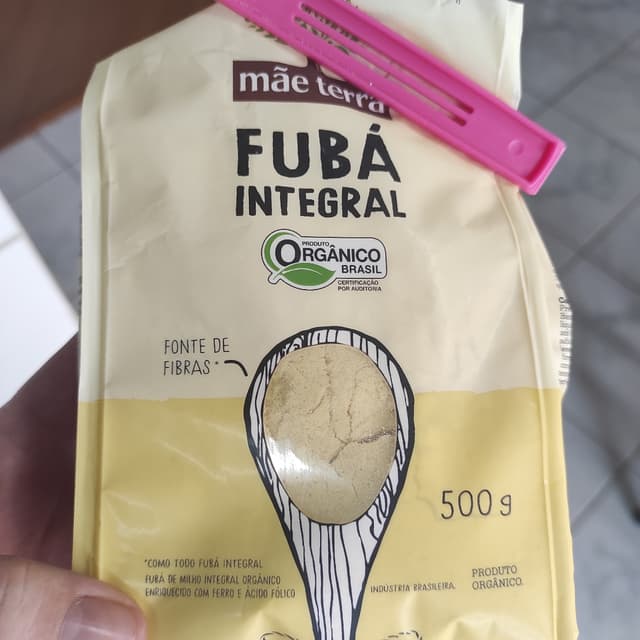 mãe terra
FUBÁ
INTEGRAL
PRODUTO
ORGÂNICO
BRASIL
CERTIFICAÇÃO
POR AUDITORIA
FONTE DE
FIBRAS*
500g
*COMO TODO FUBÁ INTEGRAL
FUBÁ DE MILHO INTEGRAL ORGÂNICO
ENRIQUECIDO COM FERRO E ÁCIDO FÓLICO
INDÚSTRIA BRASILEIRA.
PRODUTO
ORGÂNICO.